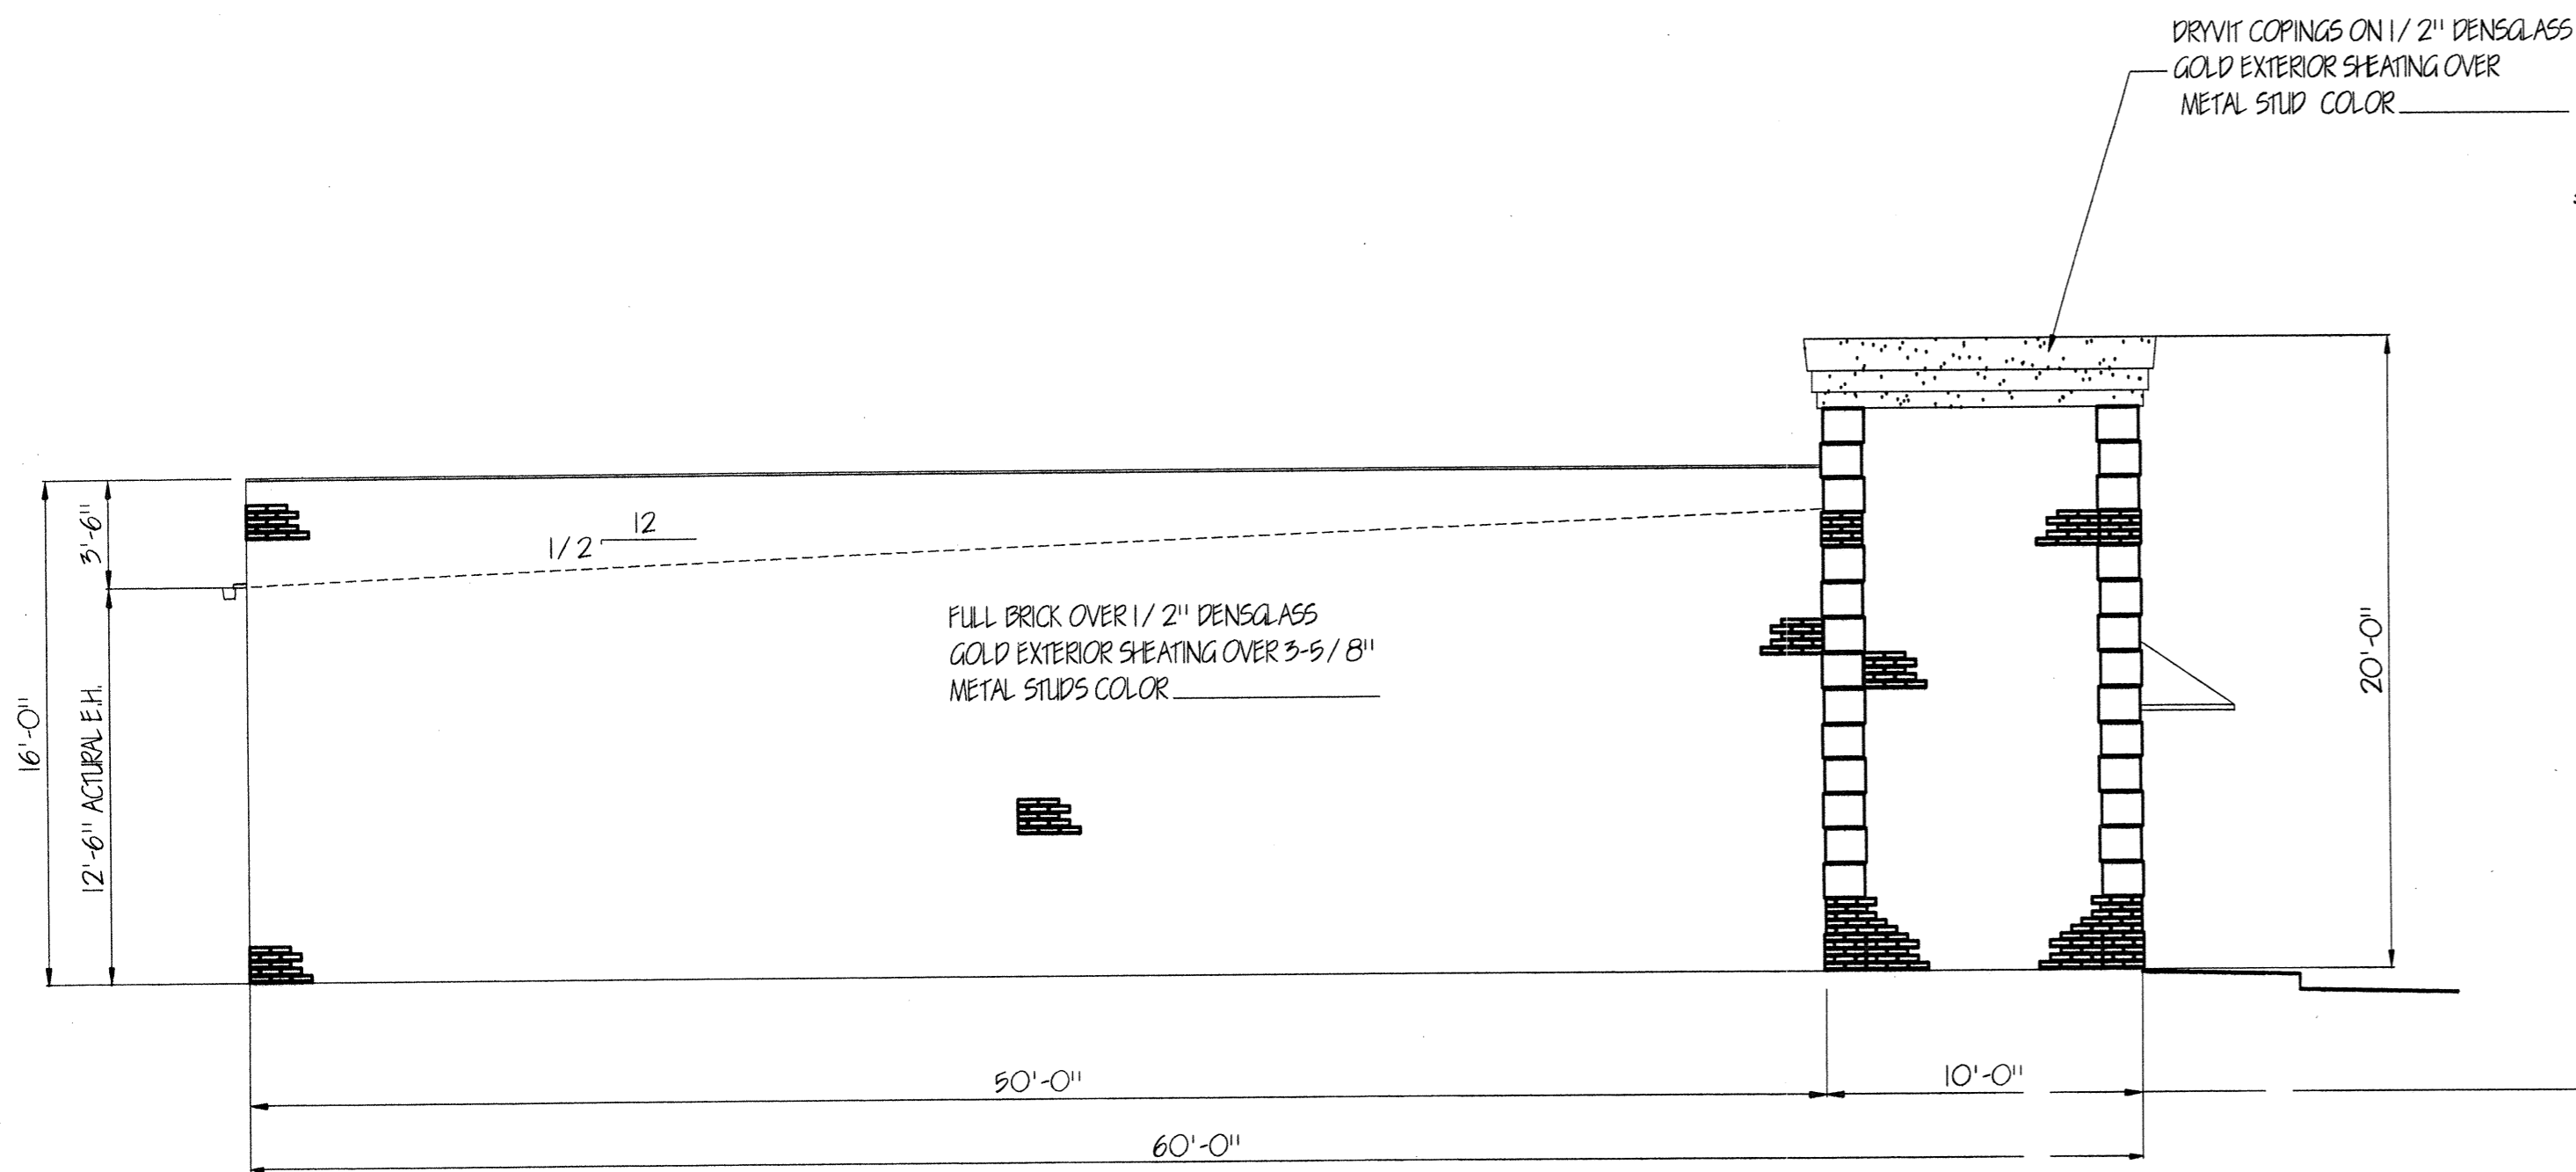 DRYVIT COPINGS ON 1/2" DENSGLASS
GOLD EXTERIOR SHEATING OVER
METAL STUD COLOR
3'-6"
12
1/2
FULL BRICK OVER 1/2" DENSGLASS
GOLD EXTERIOR SHEATING OVER 3-5/8"
METAL STUDS COLOR
16'-0"
12'-6" ACTURAL E.H.
20'-0"
50'-0"
10'-0"
60'-0"